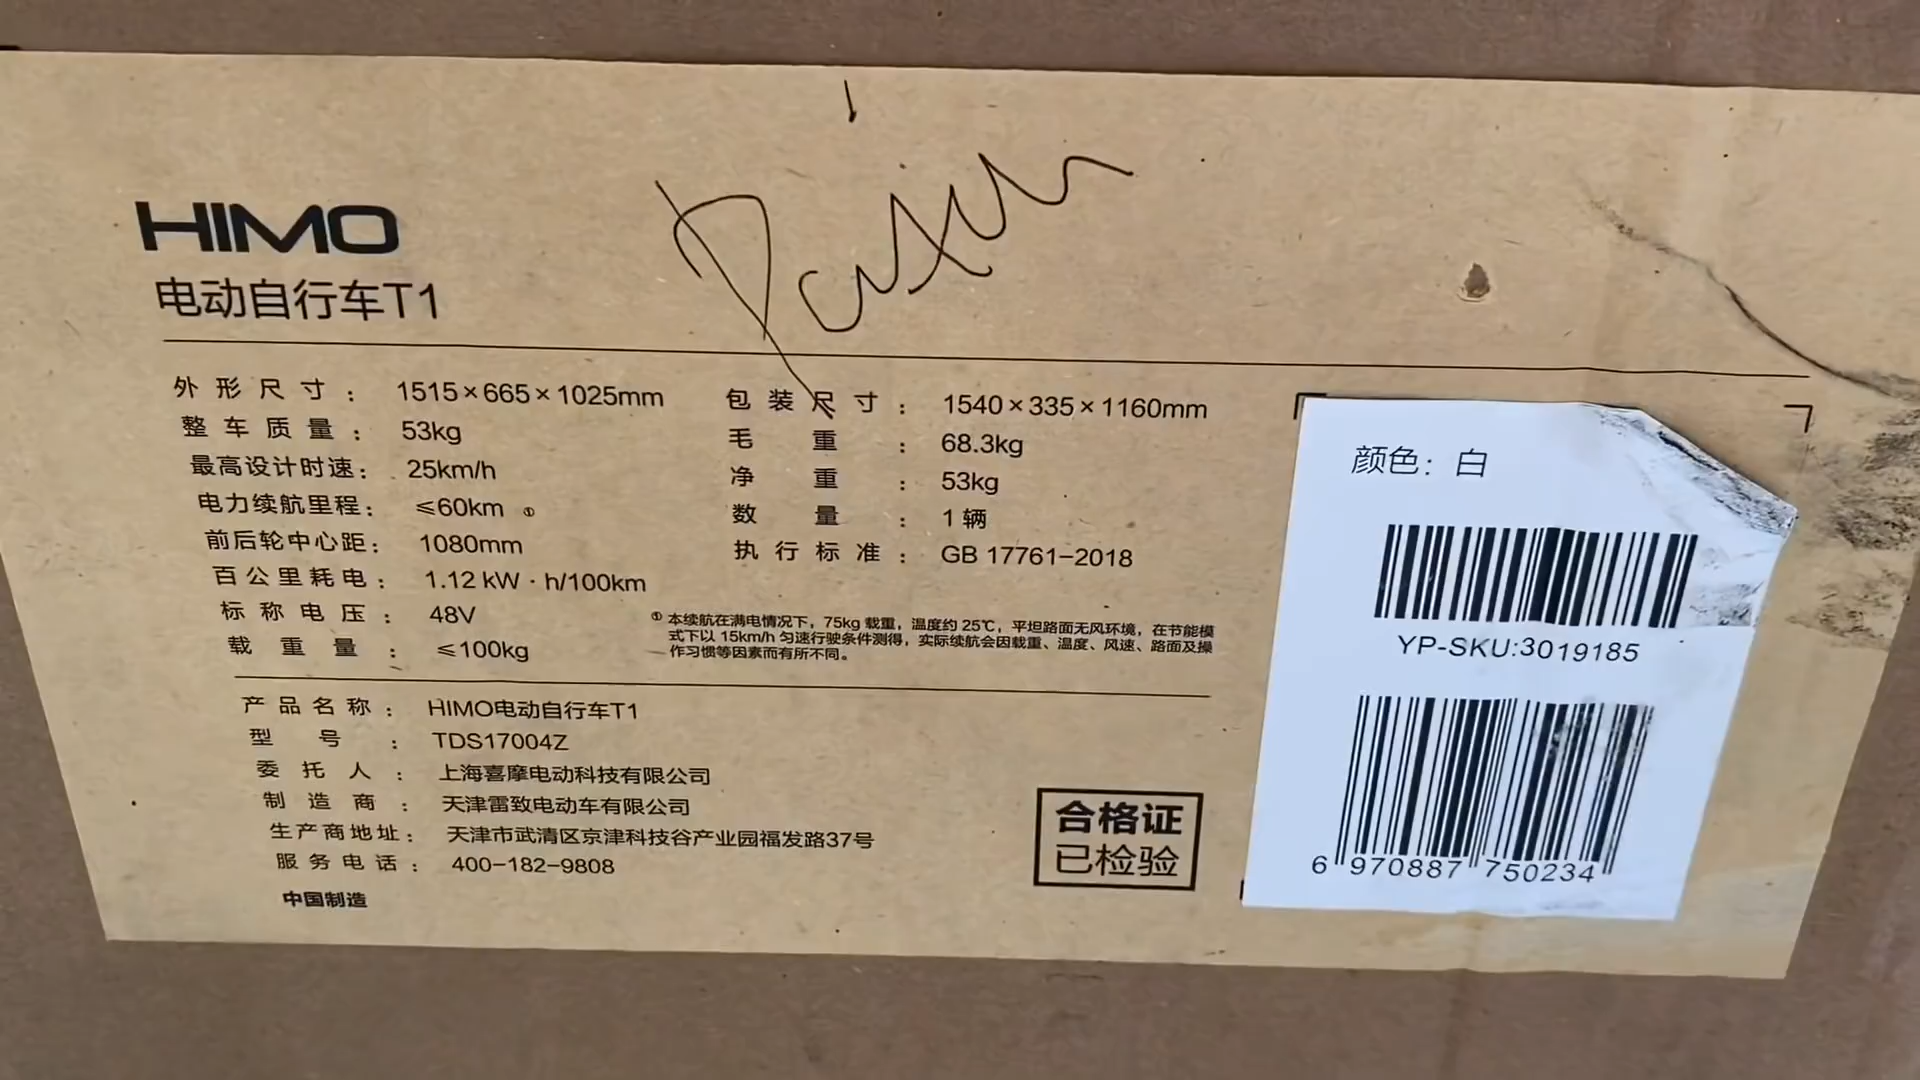 HIMO
电动自行车T1
外形尺寸： 1515×665×1025mm
整车质量： 53kg
最高设计时速： 25km/h
电力续航里程： ≤60km ①
前后轮中心距： 1080mm
百公里耗电： 1.12 kW·h/100km
标称电压： 48V
载重量： ≤100kg
包装尺寸： 1540×335×1160mm
毛重： 68.3kg
净重： 53kg
数量： 1 辆
执行标准： GB 17761-2018
① 本续航在满电情况下，75kg 载重，温度约 25℃，平坦路面无风环境，在节能模
式下以 15km/h 匀速行驶条件测得，实际续航会因载重、温度、风速、路面及操
作习惯等因素而有所不同。
产品名称： HIMO电动自行车T1
型号： TDS17004Z
委托人： 上海喜摩电动科技有限公司
制造商： 天津雷致电动车有限公司
生产商地址： 天津市武清区京津科技谷产业园福发路37号
服务电话： 400-182-9808
中国制造
合格证
已检验
颜色：白
YP-SKU:3019185
6 970887 750234